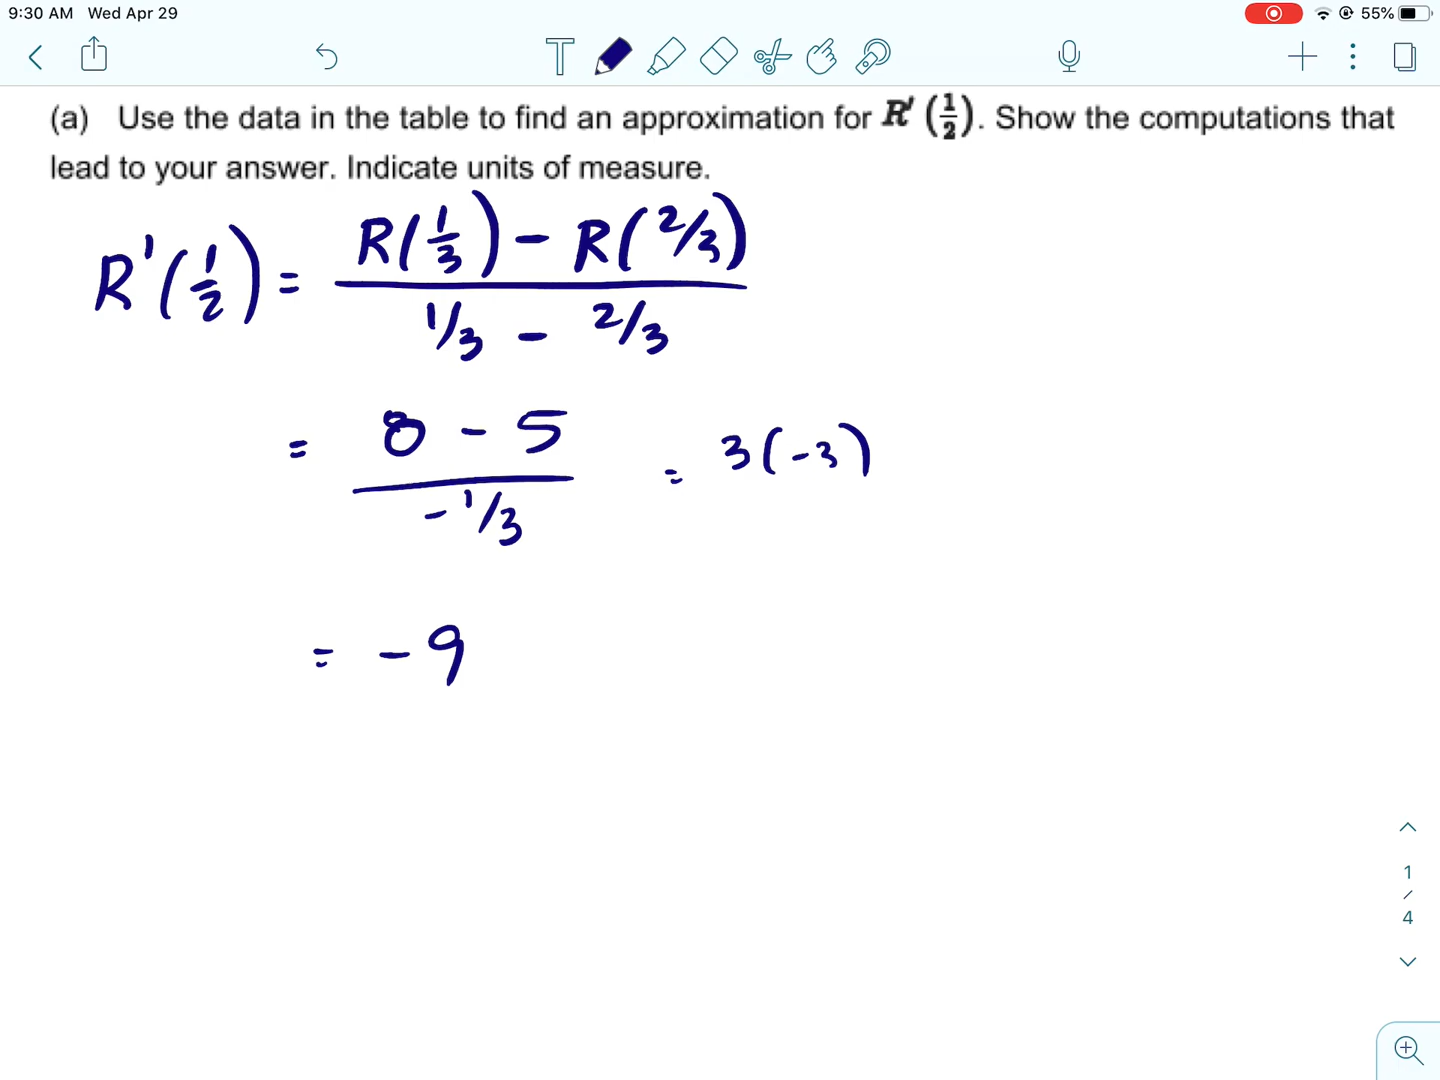 9:30 AM Wed Apr 29 55%
T
(a) Use the data in the table to find an approximation for R' (1/2). Show the computations that
lead to your answer. Indicate units of measure.
R'(1/2) = (R(1/3) - R(2/3)) / (1/3 - 2/3)
= (8 - 5) / (-1/3) = 3(-3)
= -9
1
/
4